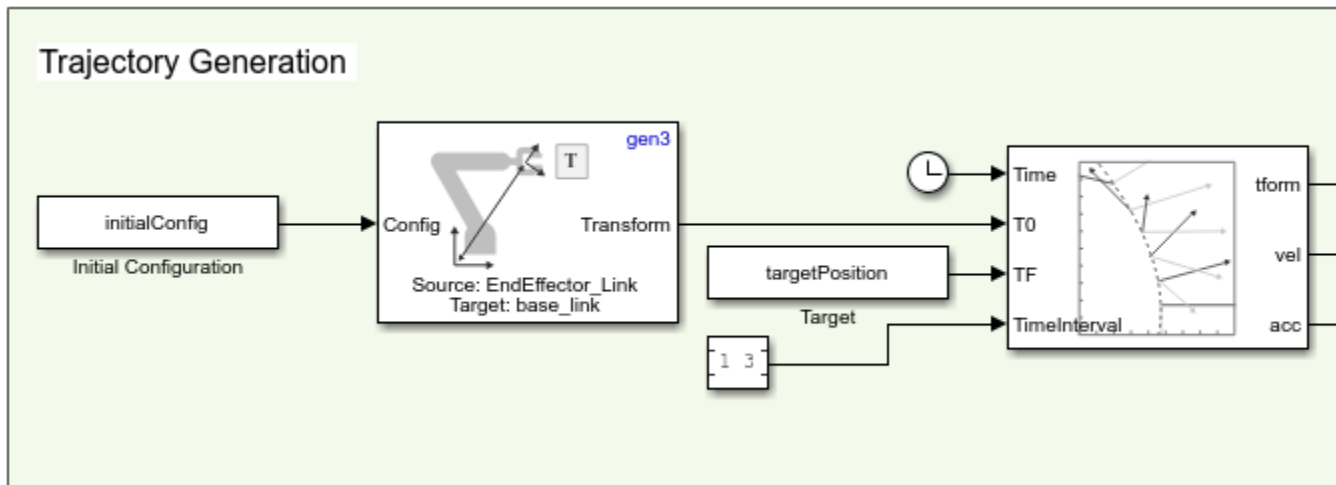 Trajectory Generation
gen3
T
initialConfig
Initial Configuration
Config
Transform
Source: EndEffector_Link
Target: base_link
Time
T0
TF
TimeInterval
targetPosition
Target
1 3
tform
vel
acc